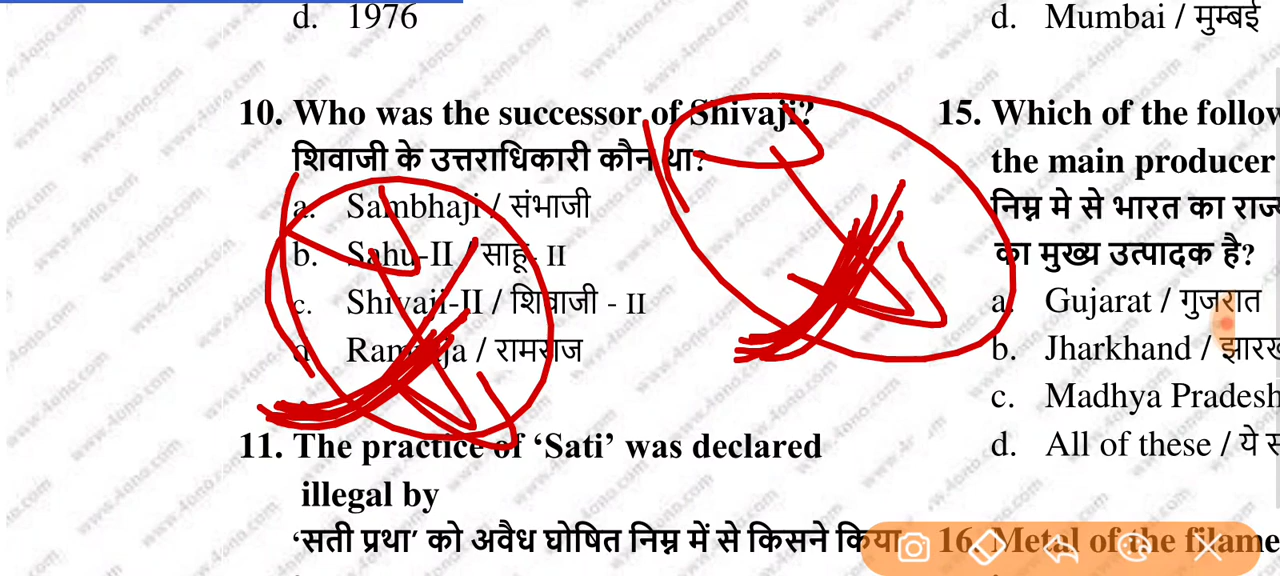 d. 1976
10. Who was the successor of Shivaji?
शिवाजी के उत्तराधिकारी कौन था?
a. Sambhaji / संभाजी
b. Sahu-II / साहू- II
c. Shivaji-II / शिवाजी - II
d. Ramraja / रामराज
11. The practice of ‘Sati’ was declared
illegal by
‘सती प्रथा’ को अवैध घोषित निम्न में से किसने किया
d. Mumbai / मुम्बई
15. Which of the follow
the main producer
निम्न मे से भारत का राज्
का मुख्य उत्पादक है?
a. Gujarat / गुजरात
b. Jharkhand / झारख
c. Madhya Pradesh
d. All of these / ये स
16. Metal of the filame
www.4ono.com